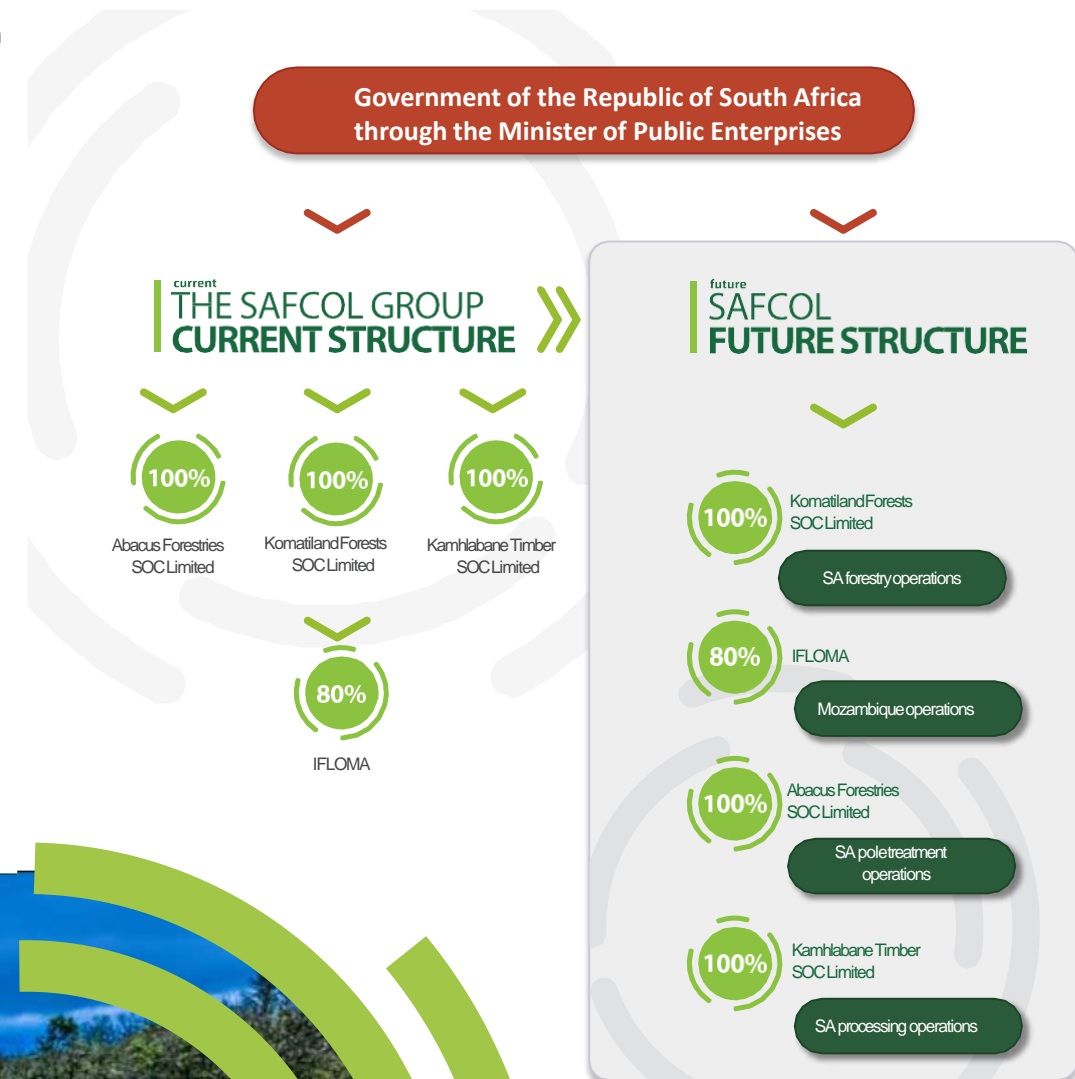 Government of the Republic of South Africa
through the Minister of Public Enterprises
current
THE SAFCOL GROUP
CURRENT STRUCTURE
100%
Abacus Forestries
SOC Limited
100%
Komatiland Forests
SOC Limited
100%
Kamhlabane Timber
SOC Limited
80%
IFLOMA
future
SAFCOL
FUTURE STRUCTURE
100%
Komatiland Forests
SOC Limited
SA forestry operations
80%
IFLOMA
Mozambique operations
100%
Abacus Forestries
SOC Limited
SA pole treatment
operations
100%
Kamhlabane Timber
SOC Limited
SA processing operations